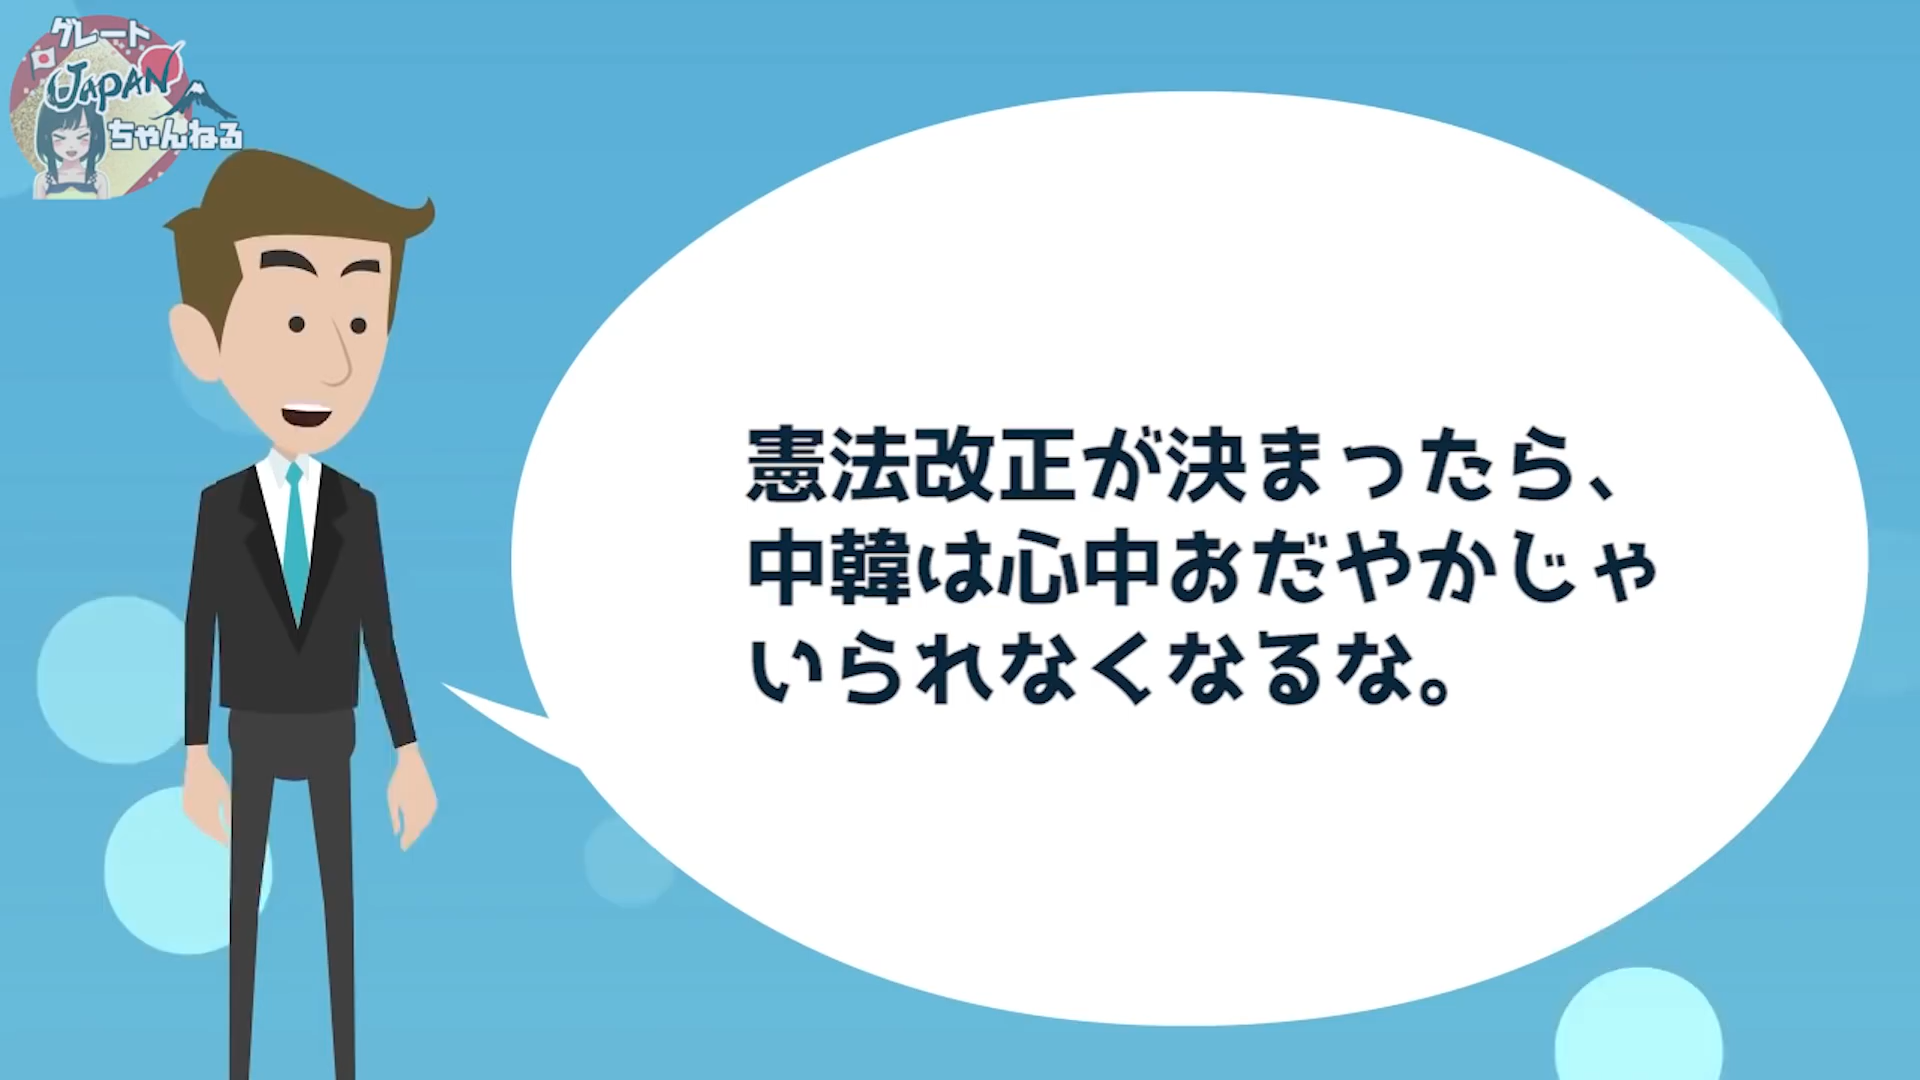 グレート
JAPAN
ちゃんねる
憲法改正が決まったら、
中韓は心中おだやかじゃ
いられなくなるな。